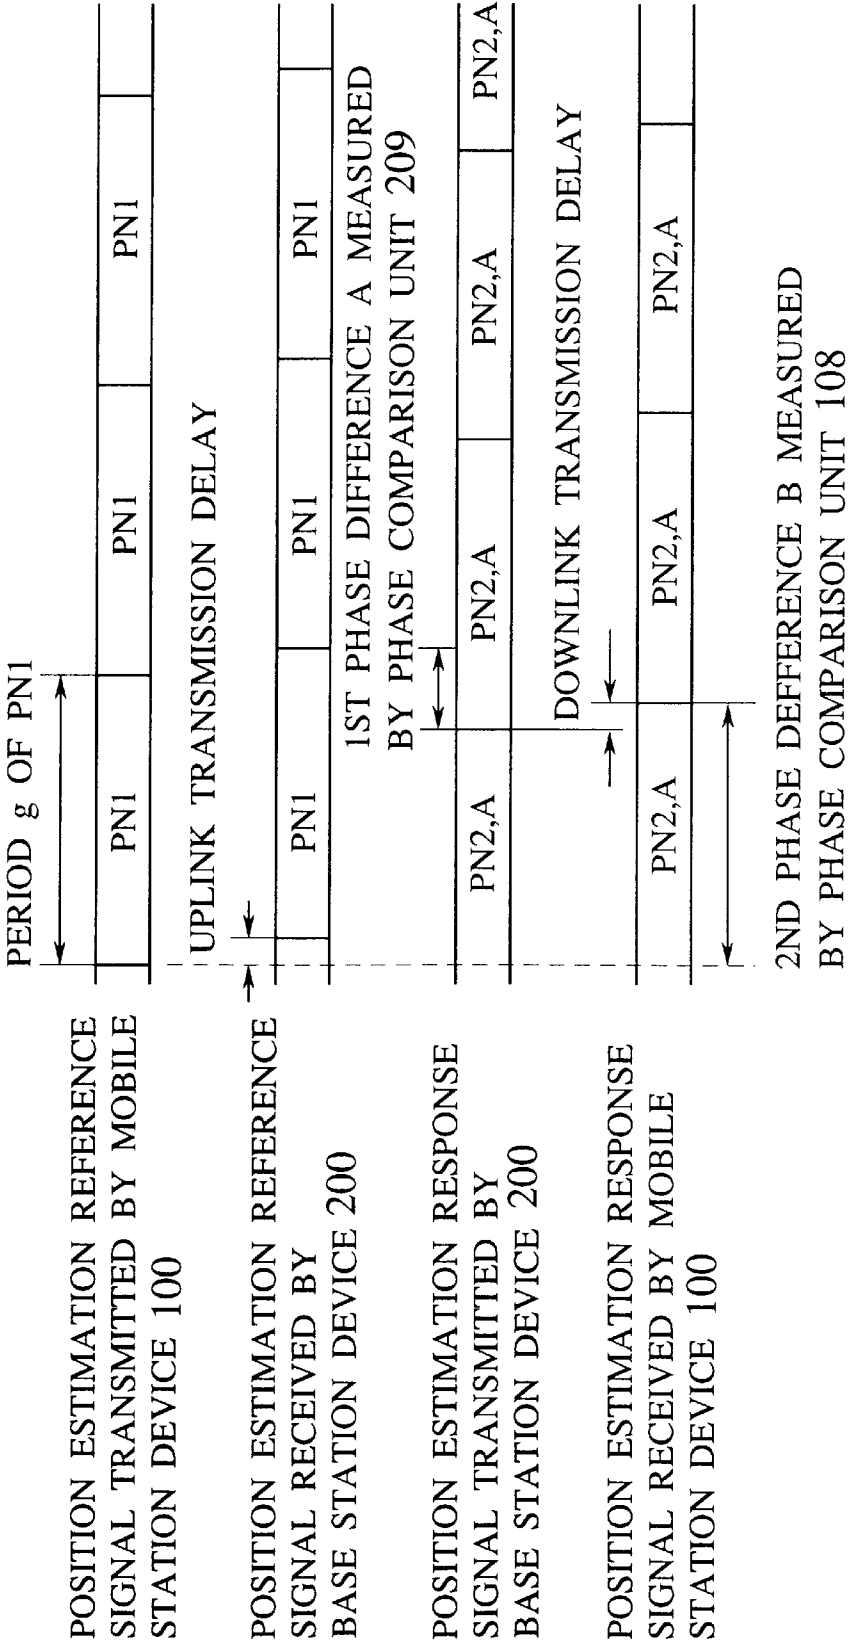 PERIOD g OF PN1
POSITION ESTIMATION REFERENCE
SIGNAL TRANSMITTED BY MOBILE
STATION DEVICE 100
PN1
PN1
PN1
UPLINK TRANSMISSION DELAY
POSITION ESTIMATION REFERENCE
SIGNAL RECEIVED BY
BASE STATION DEVICE 200
PN1
PN1
PN1
1ST PHASE DIFFERENCE A MEASURED
BY PHASE COMPARISON UNIT 209
POSITION ESTIMATION RESPONSE
SIGNAL TRANSMITTED BY
BASE STATION DEVICE 200
PN2,A
PN2,A
PN2,A
PN2,A
DOWNLINK TRANSMISSION DELAY
POSITION ESTIMATION RESPONSE
SIGNAL RECEIVED BY MOBILE
STATION DEVICE 100
PN2,A
PN2,A
PN2,A
2ND PHASE DEFFERENCE B MEASURED
BY PHASE COMPARISON UNIT 108